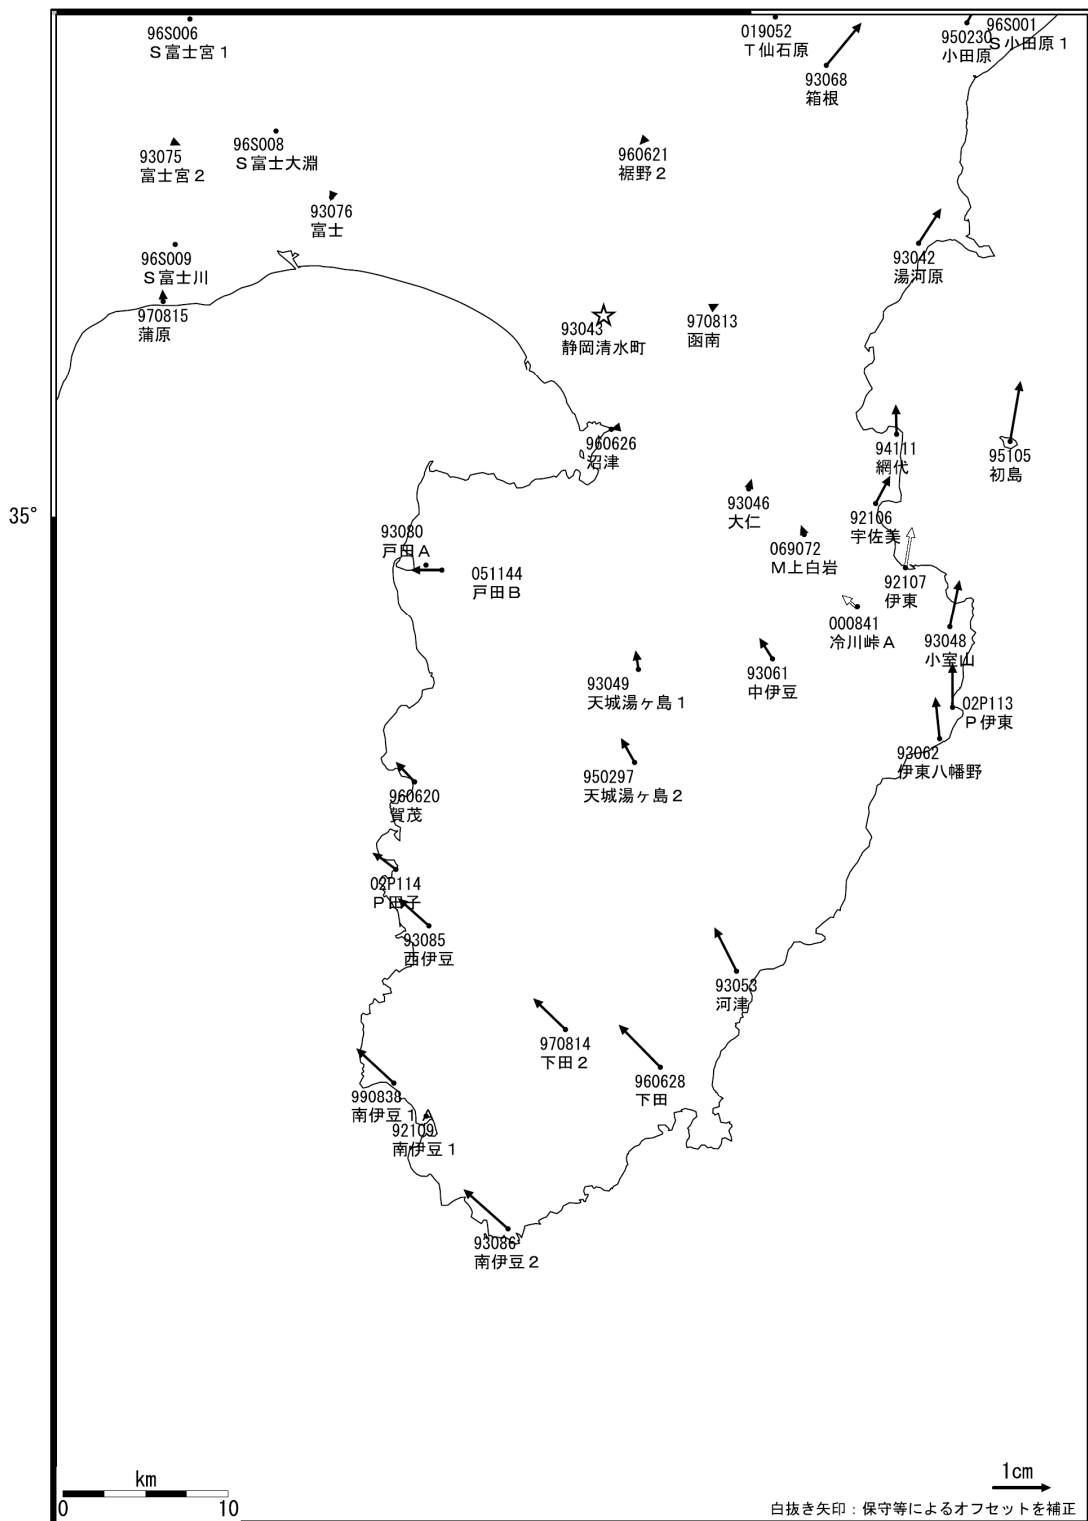 96S006
S富士宮1
019052
T仙石原
96S001
S小田原1
950230
小田原
93068
箱根
93075
富士宮2
96S008
S富士大淵
960621
裾野2
93076
富士
96S009
S富士川
93042
湯河原
970815
蒲原
93043
静岡清水町
970813
函南
960626
沼津
94111
網代
95105
初島
93046
大仁
92106
宇佐美
35°
93080
戸田A
069072
M上白岩
051144
戸田B
92107
伊東
000841
冷川峠A
93048
小室山
93049
天城湯ヶ島1
93061
中伊豆
02P113
P伊東
93062
伊東八幡野
950297
天城湯ヶ島2
960620
賀茂
02P114
P田子
93085
西伊豆
93053
河津
970814
下田2
960628
下田
990838
南伊豆1A
92109
南伊豆1
93086
南伊豆2
km
0 10
1cm
白抜き矢印:保守等によるオフセットを補正